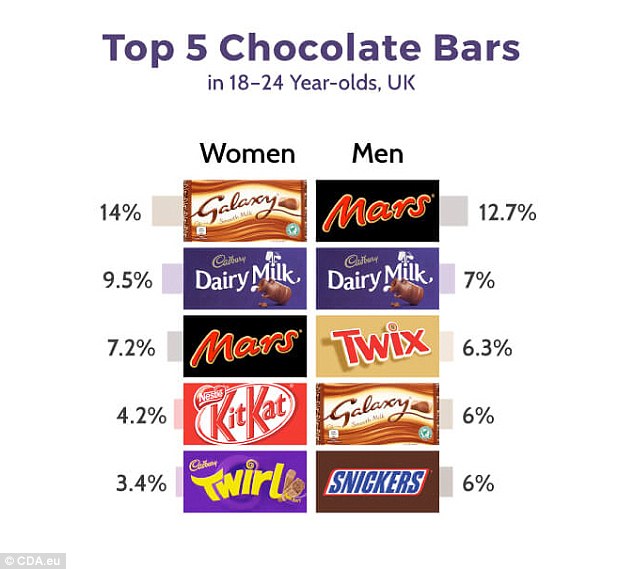 Top 5 Chocolate Bars
in 18–24 Year-olds, UK
Women Men
14% Galaxy Smooth Milk Mars 12.7%
9.5% Cadbury Dairy Milk Cadbury Dairy Milk 7%
7.2% Mars Twix 6.3%
4.2% Nestlé KitKat Galaxy Smooth Milk 6%
3.4% Cadbury Twirl SNICKERS 6%
© CDA.eu